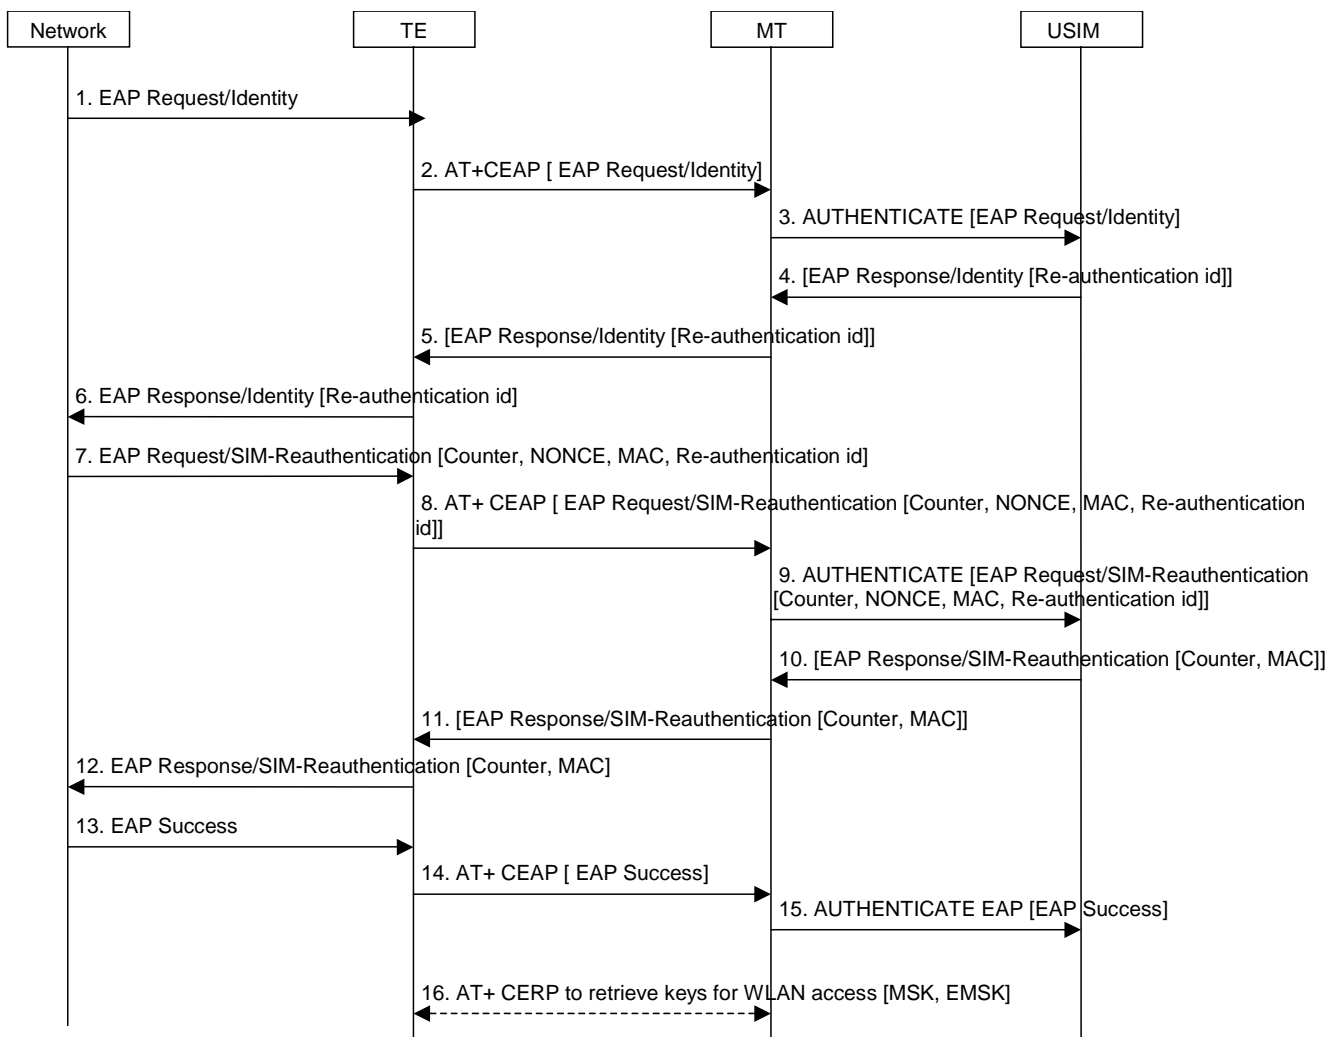 Network
TE
MT
USIM
1. EAP Request/Identity
2. AT+CEAP [ EAP Request/Identity]
3. AUTHENTICATE [EAP Request/Identity]
4. [EAP Response/Identity [Re-authentication id]]
5. [EAP Response/Identity [Re-authentication id]]
6. EAP Response/Identity [Re-authentication id]
7. EAP Request/SIM-Reauthentication [Counter, NONCE, MAC, Re-authentication id]
8. AT+ CEAP [ EAP Request/SIM-Reauthentication [Counter, NONCE, MAC, Re-authentication
id]]
9. AUTHENTICATE [EAP Request/SIM-Reauthentication
[Counter, NONCE, MAC, Re-authentication id]]
10. [EAP Response/SIM-Reauthentication [Counter, MAC]]
11. [EAP Response/SIM-Reauthentication [Counter, MAC]]
12. EAP Response/SIM-Reauthentication [Counter, MAC]
13. EAP Success
14. AT+ CEAP [ EAP Success]
15. AUTHENTICATE EAP [EAP Success]
16. AT+ CERP to retrieve keys for WLAN access [MSK, EMSK]